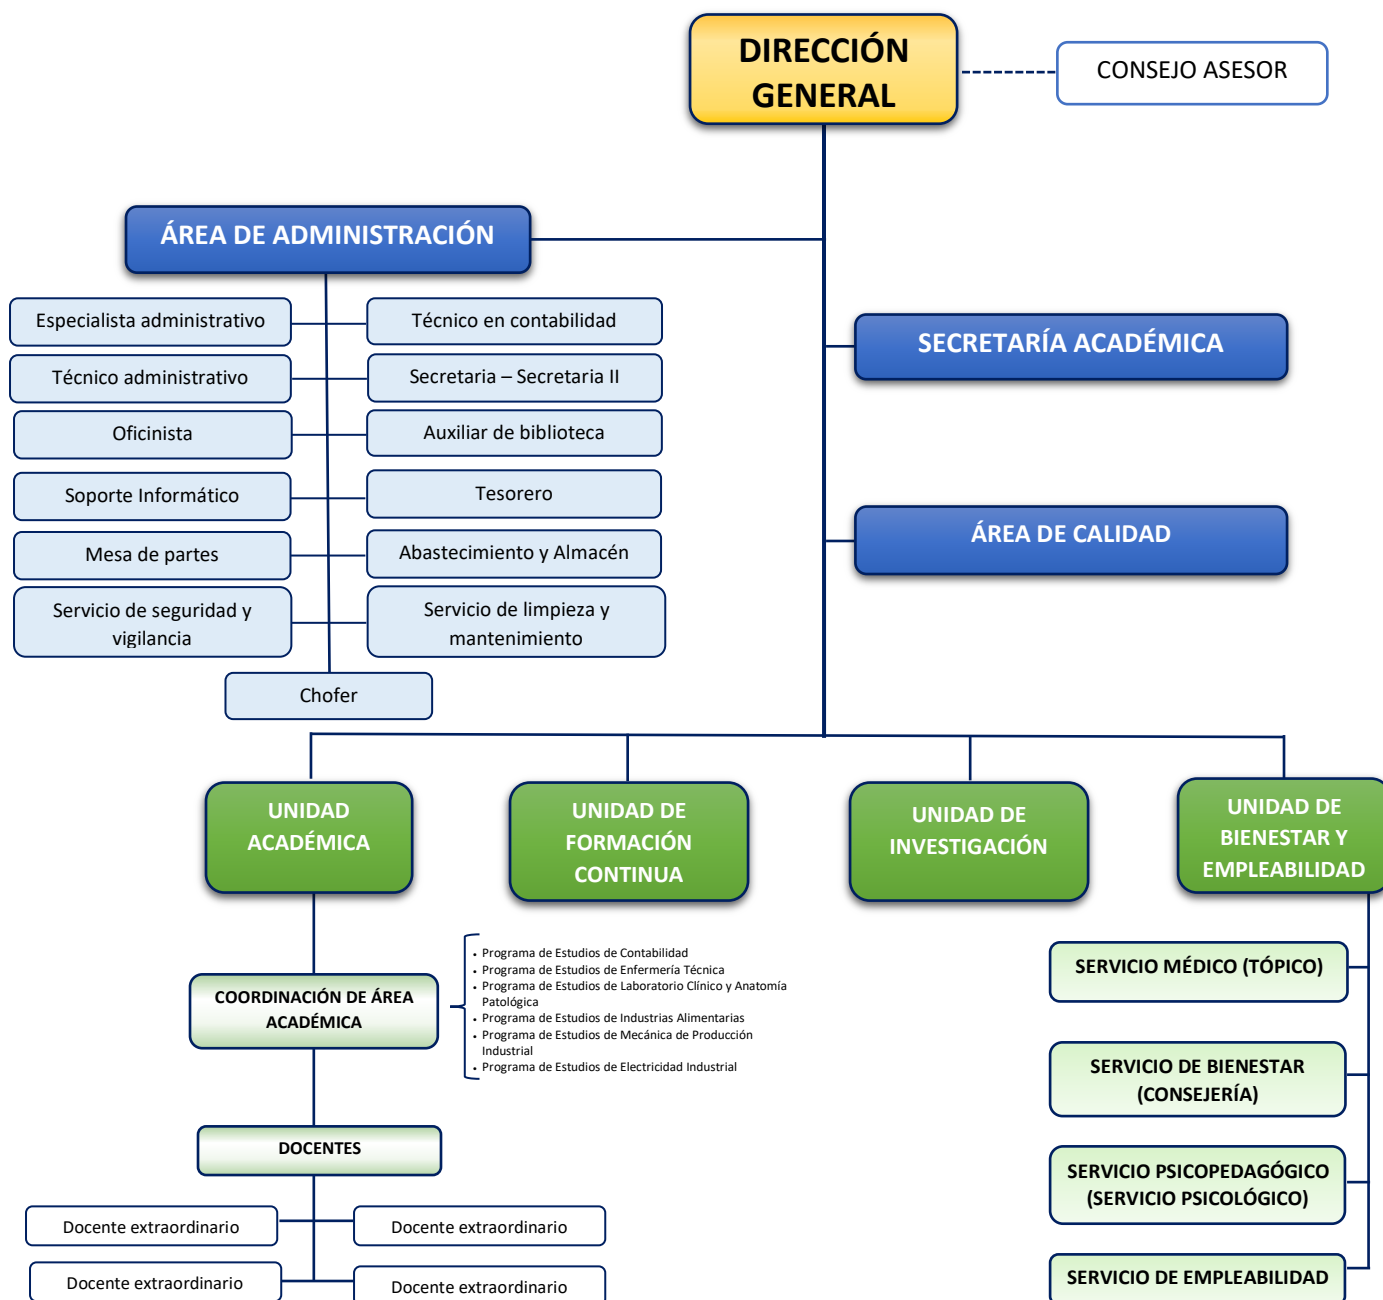 DIRECCIÓN
GENERAL
CONSEJO ASESOR
ÁREA DE ADMINISTRACIÓN
Especialista administrativo
Técnico en contabilidad
Técnico administrativo
Secretaria – Secretaria II
Oficinista
Auxiliar de biblioteca
Soporte Informático
Tesorero
Mesa de partes
Abastecimiento y Almacén
Servicio de seguridad y
vigilancia
Servicio de limpieza y
mantenimiento
Chofer
SECRETARÍA ACADÉMICA
ÁREA DE CALIDAD
UNIDAD
ACADÉMICA
UNIDAD DE
FORMACIÓN
CONTINUA
UNIDAD DE
INVESTIGACIÓN
UNIDAD DE
BIENESTAR Y
EMPLEABILIDAD
COORDINACIÓN DE ÁREA
ACADÉMICA
• Programa de Estudios de Contabilidad
• Programa de Estudios de Enfermería Técnica
• Programa de Estudios de Laboratorio Clínico y Anatomía
Patológica
• Programa de Estudios de Industrias Alimentarias
• Programa de Estudios de Mecánica de Producción
Industrial
• Programa de Estudios de Electricidad Industrial
DOCENTES
Docente extraordinario
Docente extraordinario
Docente extraordinario
Docente extraordinario
SERVICIO MÉDICO (TÓPICO)
SERVICIO DE BIENESTAR
(CONSEJERÍA)
SERVICIO PSICOPEDAGÓGICO
(SERVICIO PSICOLÓGICO)
SERVICIO DE EMPLEABILIDAD